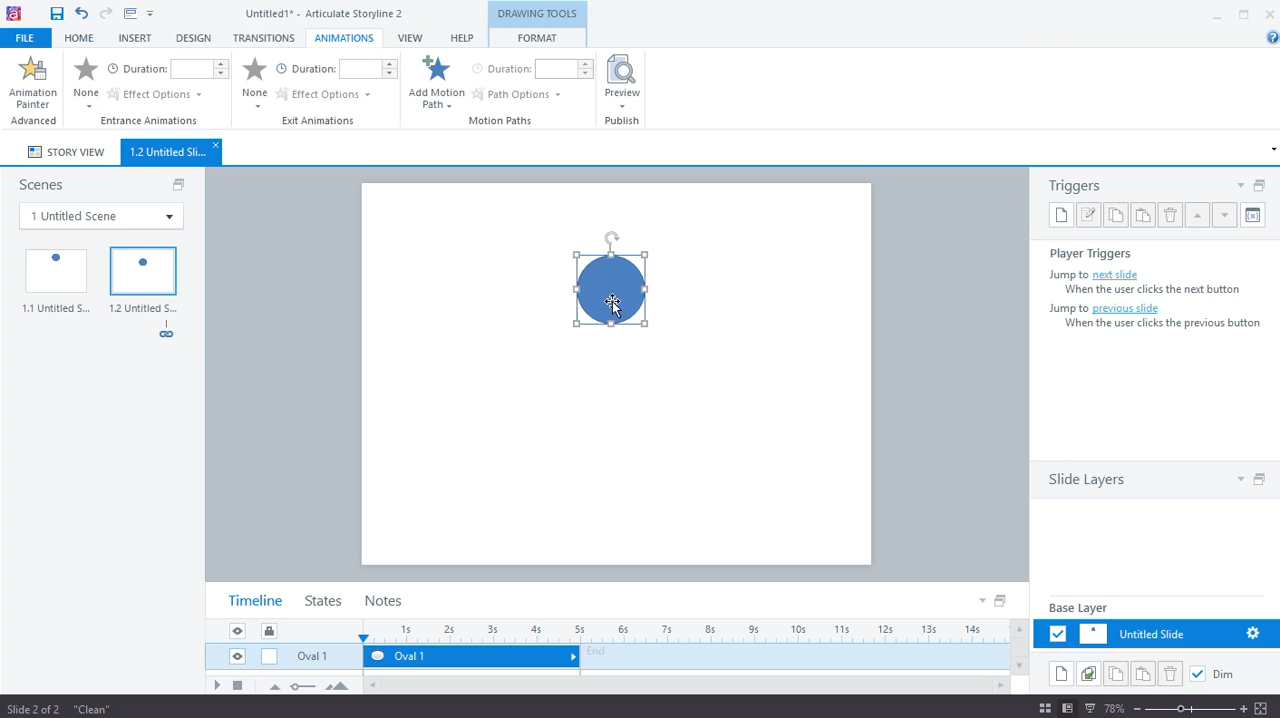 Untitled1* - Articulate Storyline 2
DRAWING TOOLS
FILE HOME INSERT DESIGN TRANSITIONS ANIMATIONS VIEW HELP FORMAT
Animation Painter
None Duration: Effect Options
None Duration: Effect Options
Add Motion Path Duration: Path Options
Preview
Advanced Entrance Animations Exit Animations Motion Paths Publish
STORY VIEW 1.2 Untitled Sli...
Scenes
1 Untitled Scene
1.1 Untitled S... 1.2 Untitled S...
Triggers
(x)
Player Triggers
Jump to next slide
When the user clicks the next button
Jump to previous slide
When the user clicks the previous button
Slide Layers
Base Layer
Untitled Slide
Dim
Timeline States Notes
1s 2s 3s 4s 5s 6s 7s 8s 9s 10s 11s 12s 13s 14s
Oval 1 Oval 1 End
Slide 2 of 2 "Clean" 78%